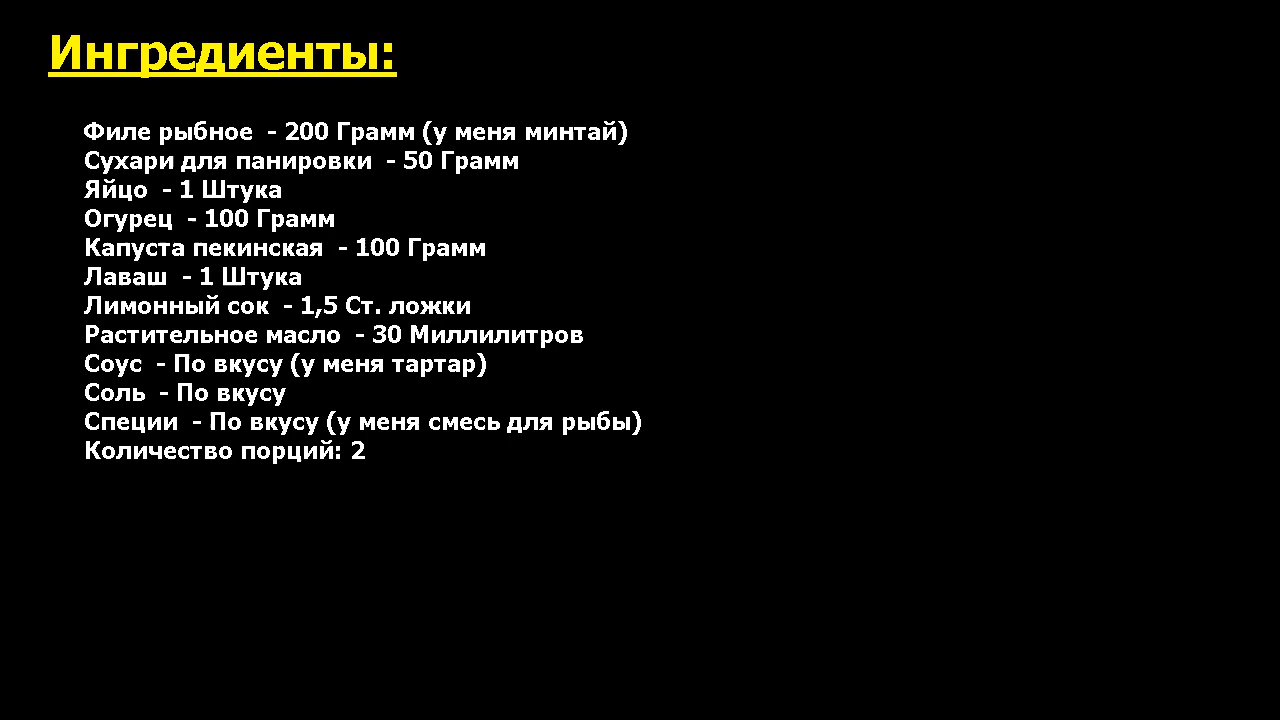 Ингредиенты:
Филе рыбное - 200 Грамм (у меня минтай)
Сухари для панировки - 50 Грамм
Яйцо - 1 Штука
Огурец - 100 Грамм
Капуста пекинская - 100 Грамм
Лаваш - 1 Штука
Лимонный сок - 1,5 Ст. ложки
Растительное масло - 30 Миллилитров
Соус - По вкусу (у меня тартар)
Соль - По вкусу
Специи - По вкусу (у меня смесь для рыбы)
Количество порций: 2